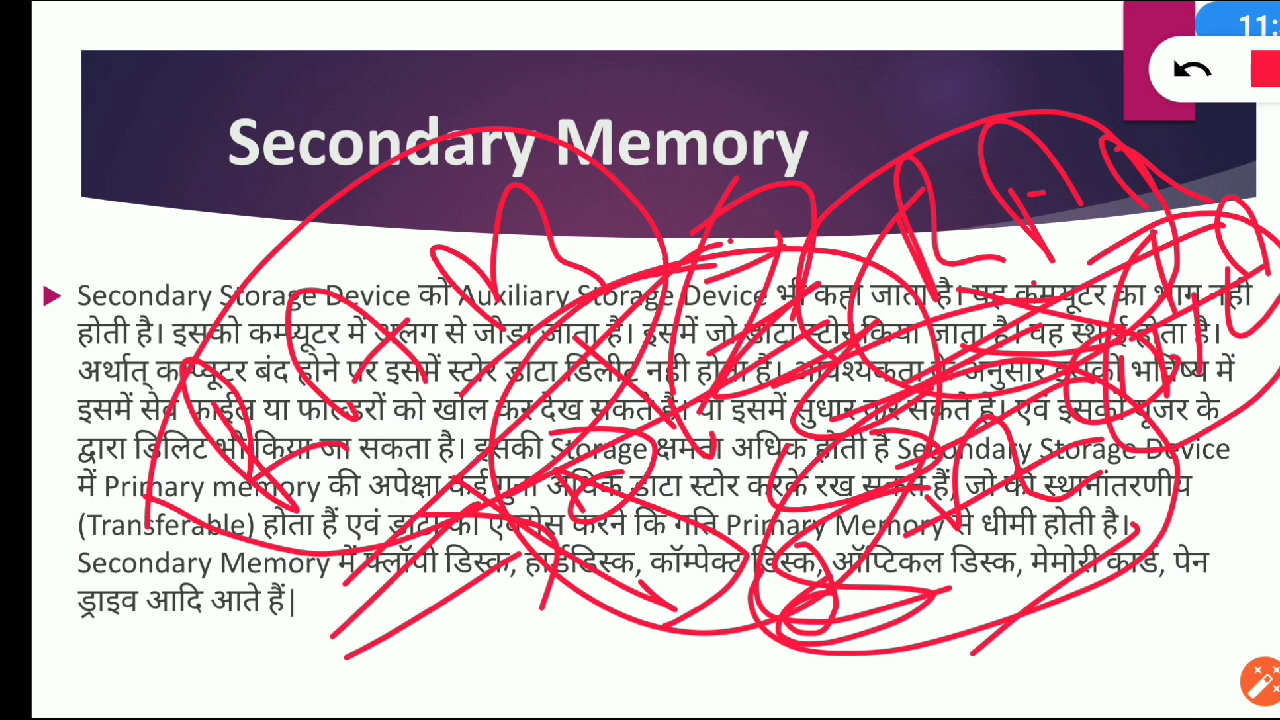 11:
Secondary Memory
Secondary Storage Device को Auxiliary Storage Device भी कहा जाता है। यह कंम्यूटर का भाग नही
होती है। इसको कम्प्यूटर में अलग से जोडा जाता है। इसमें जो डाटा स्टोर किया जाता है। वह स्थाई होता है।
अर्थात् कम्प्यूटर बंद होने पर इसमें स्टोर डाटा डिलीट नही होता है। आवश्यकता के अनुसार इसको भविष्य में
इसमें सेव फाईल या फाल्डरों को खोल कर देख सकते है। या इसमें सुधार कर सकते है। एवं इसको यूजर के
द्वारा डिलिट भी किया जा सकता है। इसकी Storage क्षमता अधिक होती है Secondary Storage Device
में Primary memory की अपेक्षा कई गुना अधिक डाटा स्टोर करके रख सकते हैं, जो की स्थानांतरणीय
(Transferable) होता हैं एवं डाटा को एक्सेस करने कि गति Primary Memory से धीमी होती है।
Secondary Memory में फ्लॉपी डिस्क, हार्डडिस्क, कॉम्पेक्ट डिस्क, ऑप्टिकल डिस्क, मेमोरी कार्ड, पेन
ड्राइव आदि आते हैं|